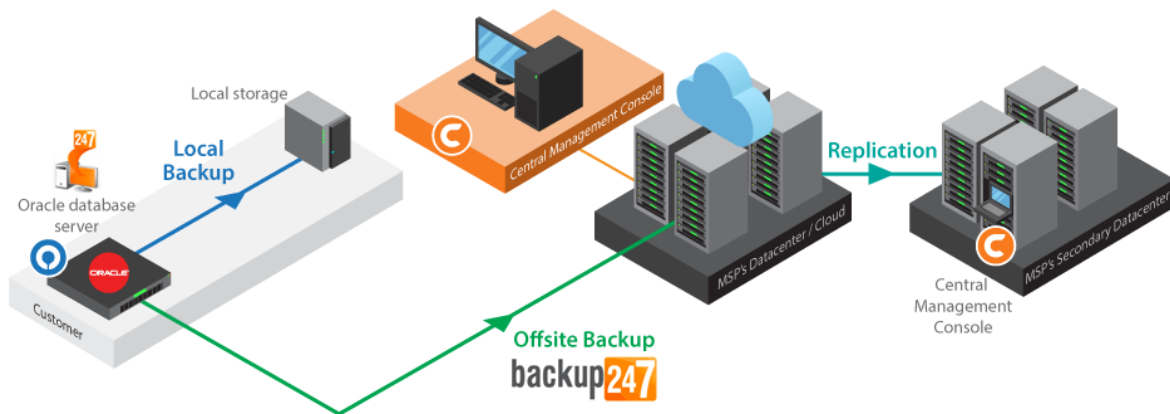 Local storage
247
Local
Backup
Oracle database
server
ORACLE
Customer
Central Management Console
C
MSP's Datacenter / Cloud
Replication
MSP's Secondary Datacenter
C
Central
Management
Console
Offsite Backup
backup247